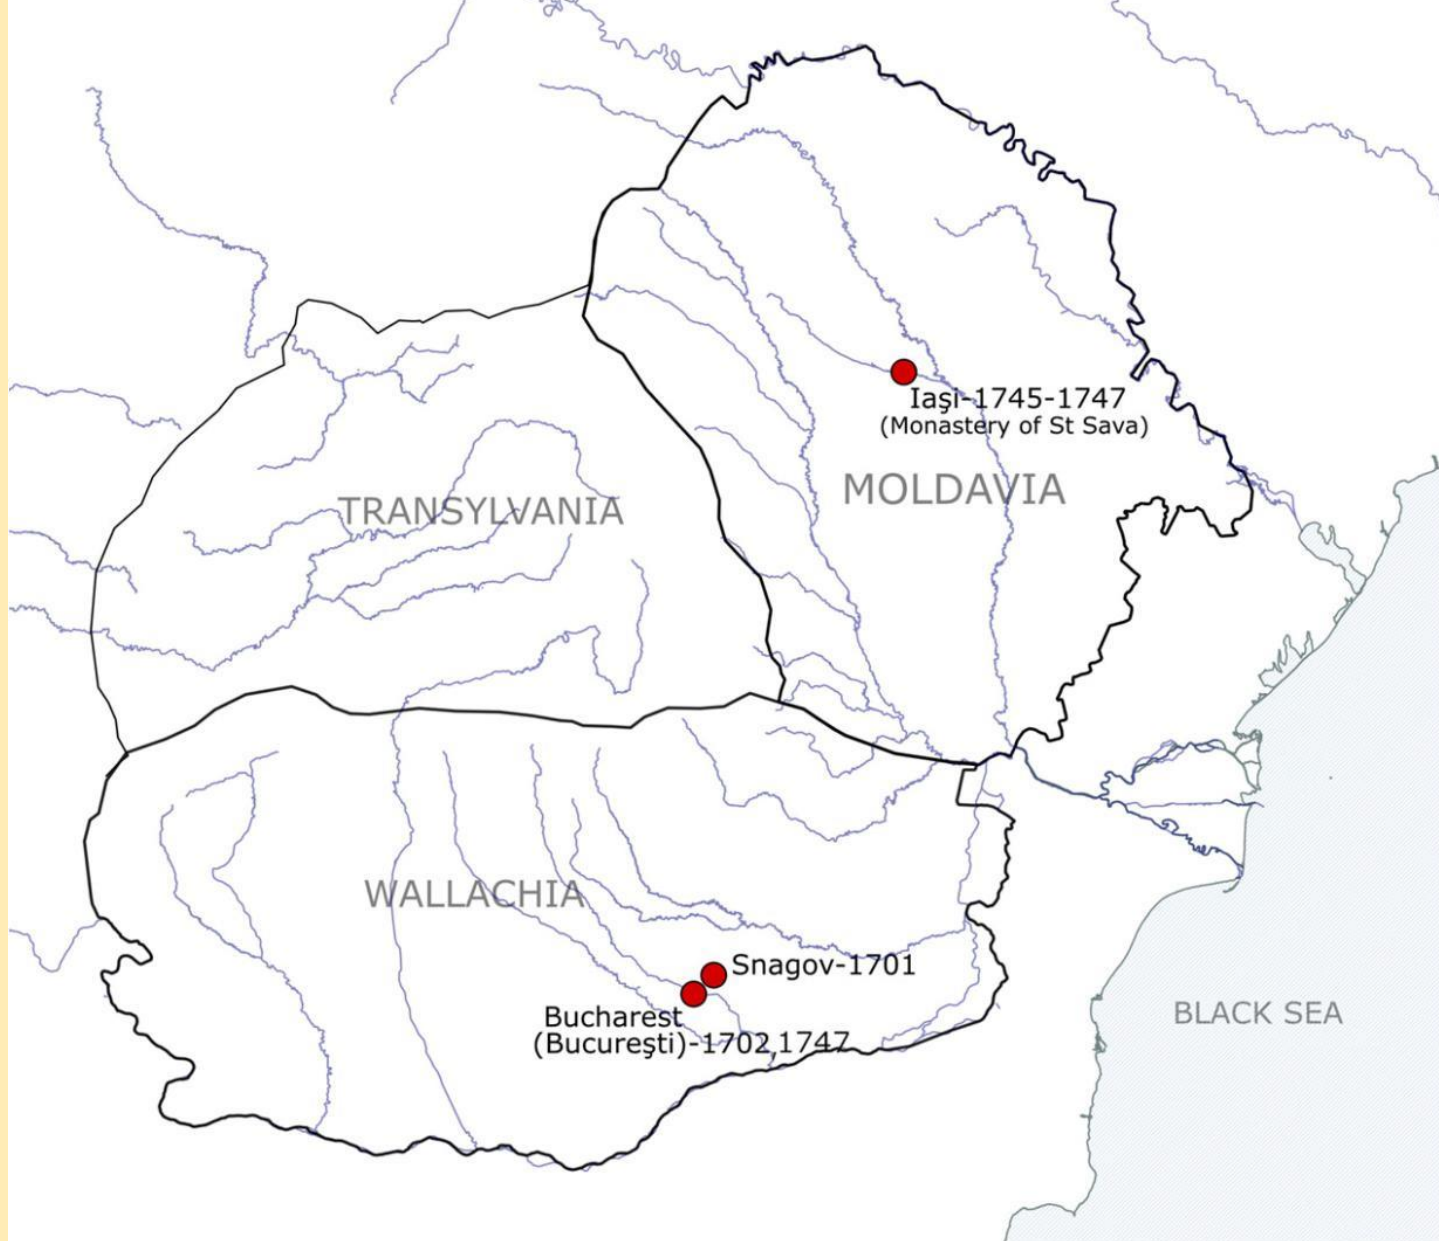 Iaşi-1745-1747
(Monastery of St Sava)
MOLDAVIA
TRANSYLVANIA
WALLACHIA
Snagov-1701
Bucharest
(Bucureşti)-1702,1747
BLACK SEA